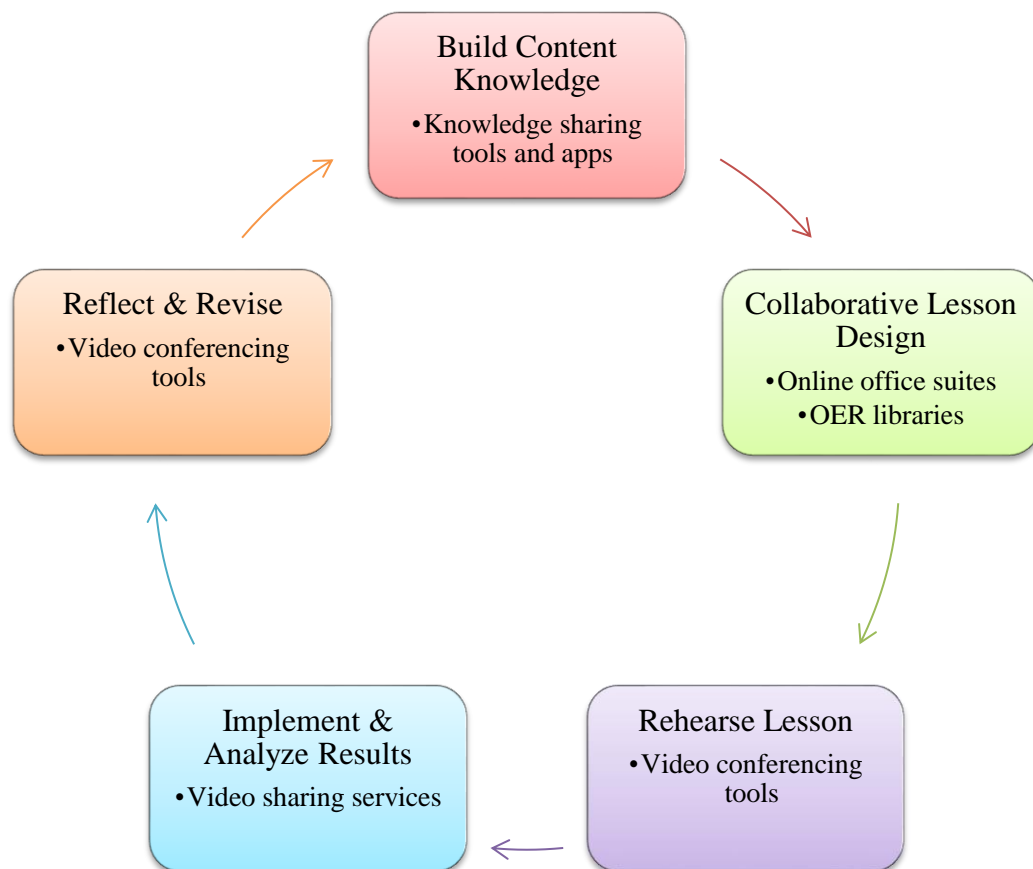 Build Content
Knowledge
•Knowledge sharing
tools and apps
Collaborative Lesson
Design
•Online office suites
•OER libraries
Rehearse Lesson
•Video conferencing
tools
Implement &
Analyze Results
•Video sharing services
Reflect & Revise
•Video conferencing
tools